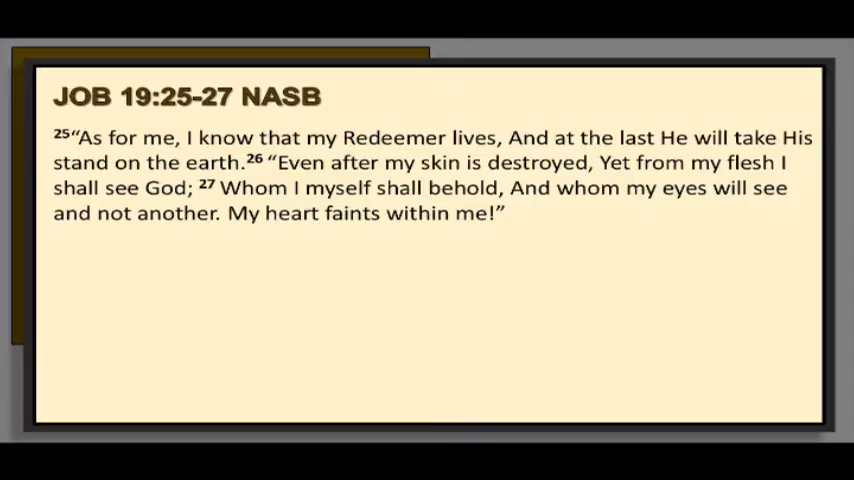 JOB 19:25-27 NASB
25“As for me, I know that my Redeemer lives, And at the last He will take His
stand on the earth.26 “Even after my skin is destroyed, Yet from my flesh I
shall see God; 27 Whom I myself shall behold, And whom my eyes will see
and not another. My heart faints within me!”